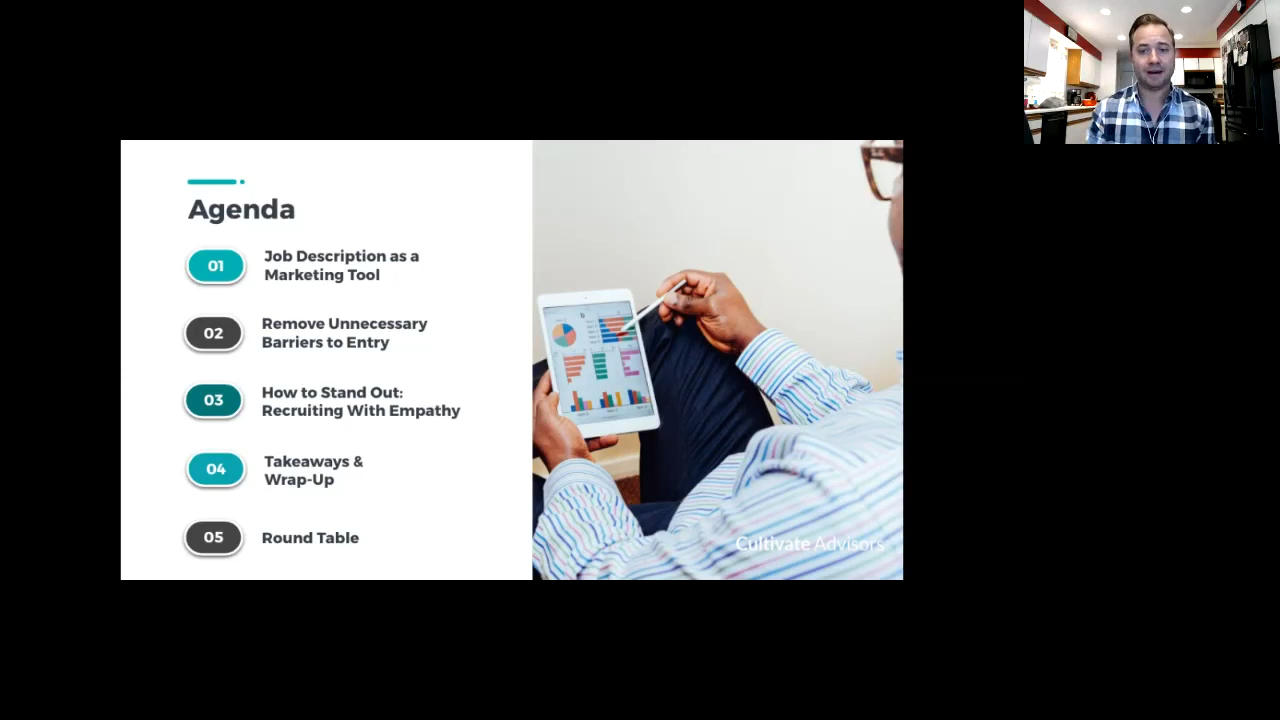 Agenda
01
Job Description as a
Marketing Tool
02
Remove Unnecessary
Barriers to Entry
03
How to Stand Out:
Recruiting With Empathy
04
Takeaways &
Wrap-Up
05
Round Table
Cultivate Advisors